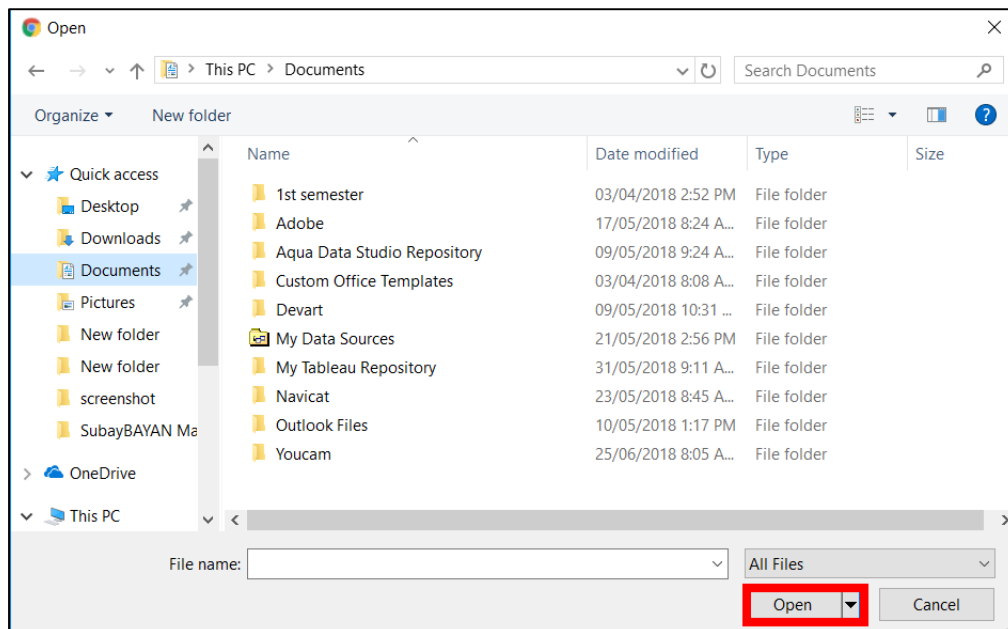 Open
This PC > Documents
Search Documents
Organize
New folder
?
Name
Date modified
Type
Size
Quick access
Desktop
Downloads
Documents
Pictures
New folder
New folder
screenshot
SubayBAYAN Ma
OneDrive
This PC
1st semester 03/04/2018 2:52 PM File folder
Adobe 17/05/2018 8:24 A... File folder
Aqua Data Studio Repository 09/05/2018 9:24 A... File folder
Custom Office Templates 03/04/2018 8:08 A... File folder
Devart 09/05/2018 10:31 ... File folder
My Data Sources 21/05/2018 2:56 PM File folder
My Tableau Repository 31/05/2018 9:11 A... File folder
Navicat 23/05/2018 8:45 A... File folder
Outlook Files 10/05/2018 1:17 PM File folder
Youcam 25/06/2018 8:05 A... File folder
File name:
All Files
Open
Cancel